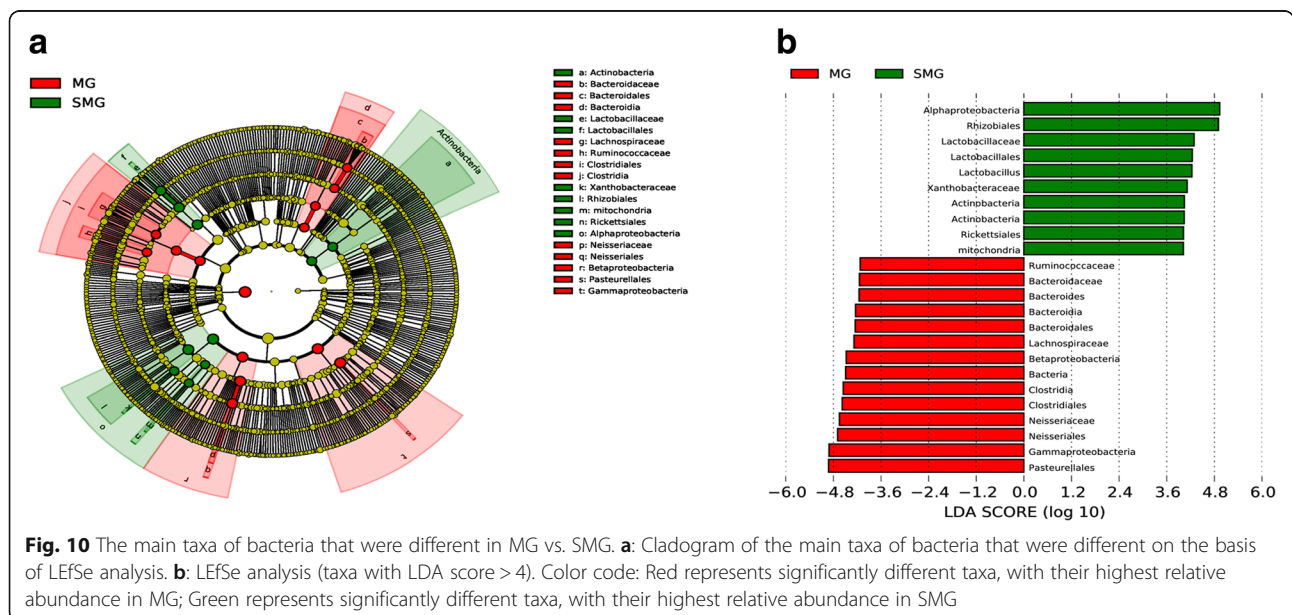 a
MG
SMG
a: Actinobacteria
b: Bacteroidaceae
c: Bacteroidales
d: Bacteroidia
e: Lactobacillaceae
f: Lactobacillales
g: Lachnospiraceae
h: Ruminococcaceae
i: Clostridiales
j: Clostridia
k: Xanthobacteraceae
l: Rhizobiales
m: mitochondria
n: Rickettsiales
o: Alphaproteobacteria
p: Neisseriaceae
q: Neisseriales
r: Betaproteobacteria
s: Pasteurellales
t: Gammaproteobacteria
d
c
b
Actinobacteria
a
f
e
j
i
g
h
l
k
o
r
b
MG
SMG
Alphaproteobacteria
Rhizobiales
Lactobacillaceae
Lactobacillales
Lactobacillus
Xanthobacteraceae
Actinpbacteria
Actinobacteria
Rickettsiales
mitochondria
Ruminococcaceae
Bacteroidaceae
Bacteroides
Bacteroidia
Bacteroidales
Lachnospiraceae
Betaproteobacteria
Bacteria
Clostridia
Clostridiales
Neisseriaceae
Neisseriales
Gammaproteobacteria
Pasteurellales
−6.0 −4.8 −3.6 −2.4 −1.2 0.0 1.2 2.4 3.6 4.8 6.0
LDA SCORE (log 10)
Fig. 10 The main taxa of bacteria that were different in MG vs. SMG. a: Cladogram of the main taxa of bacteria that were different on the basis
of LEfSe analysis. b: LEfSe analysis (taxa with LDA score > 4). Color code: Red represents significantly different taxa, with their highest relative
abundance in MG; Green represents significantly different taxa, with their highest relative abundance in SMG